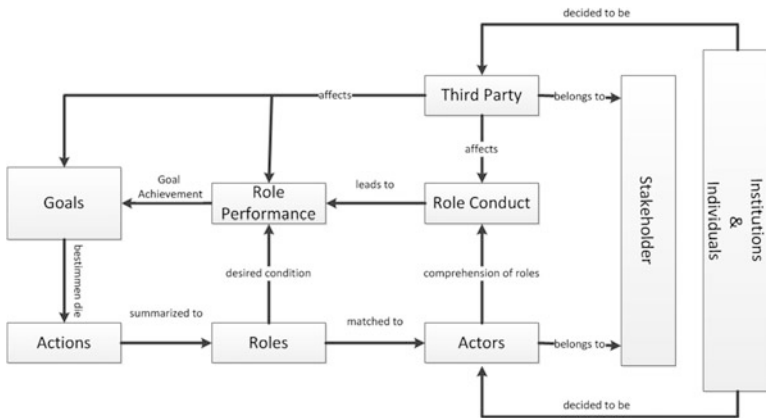 decided to be
Third Party
affects
belongs to
affects
Goal
Achievement
leads to
Goals
Role
Performance
Role Conduct
Stakeholder
Institutions
&
Individuals
bestimmen die
desired condition
comprehension of roles
summarized to
matched to
Actions
Roles
Actors
belongs to
decided to be